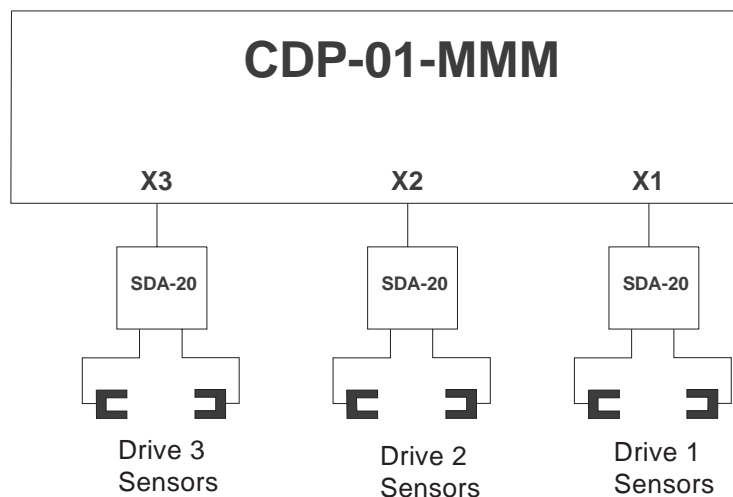 CDP-01-MMM
X3 X2 X1
SDA-20 SDA-20 SDA-20
Drive 3
Sensors
Drive 2
Sensors
Drive 1
Sensors